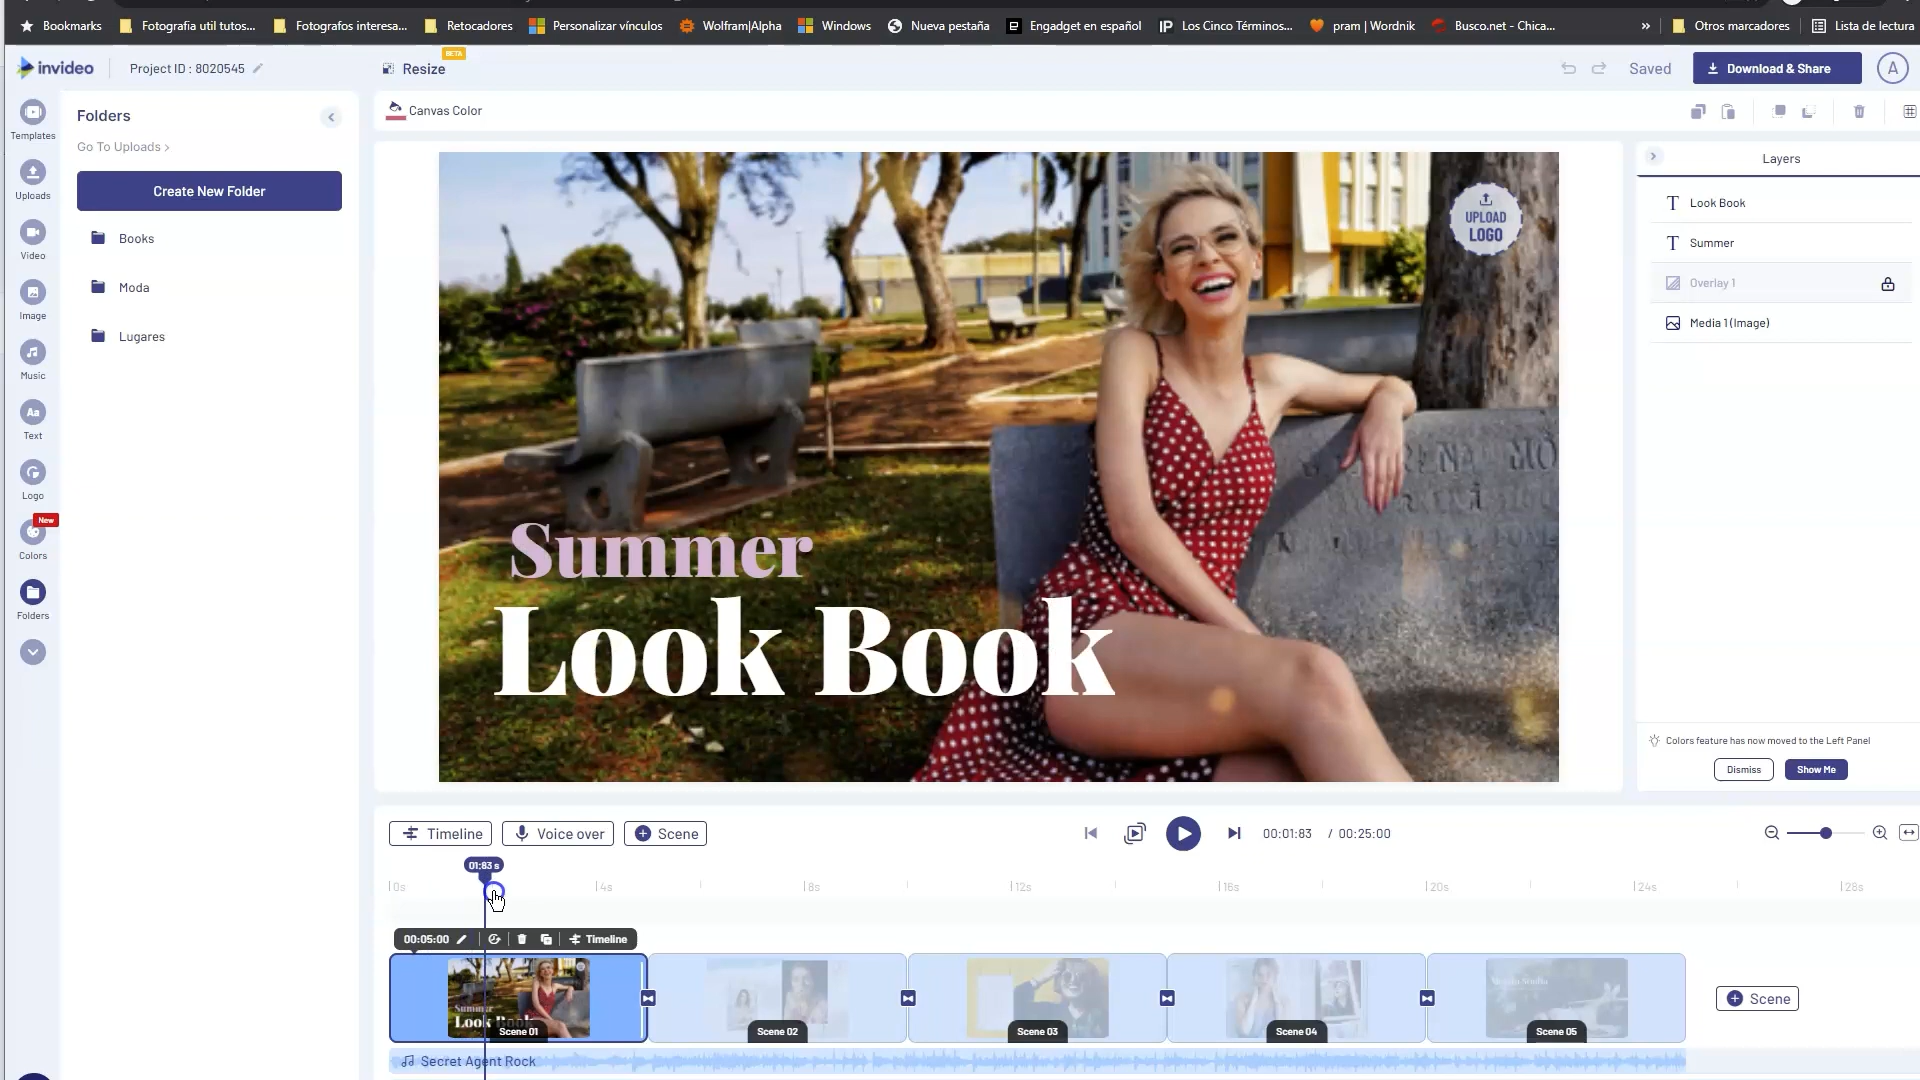 Bookmarks
Fotografia util tutos...
Fotografos interesa...
Retocadores
Personalizar vínculos
Wolfram|Alpha
Windows
Nueva pestaña
Engadget en español
Los Cinco Términos...
pram | Wordnik
Busco.net - Chica...
»
Otros marcadores
Lista de lectura
invideo
Project ID : 8020545
Resize
BETA
Saved
Download & Share
A
Templates
Uploads
Video
Image
Music
Text
Logo
New
Colors
Folders
Folders
Go To Uploads >
Create New Folder
Books
Moda
Lugares
Canvas Color
UPLOAD
LOGO
Summer
Look Book
Layers
Look Book
Summer
Overlay 1
Media 1 (Image)
Colors feature has now moved to the Left Panel
Dismiss
Show Me
Timeline
Voice over
Scene
00:01:83 / 00:25:00
01:83 s
0s
4s
8s
12s
16s
20s
24s
28s
00:05:00
Timeline
Summer
Look Book
Scene 01
Scene 02
Scene 03
Scene 04
Scene 05
Scene
Secret Agent Rock